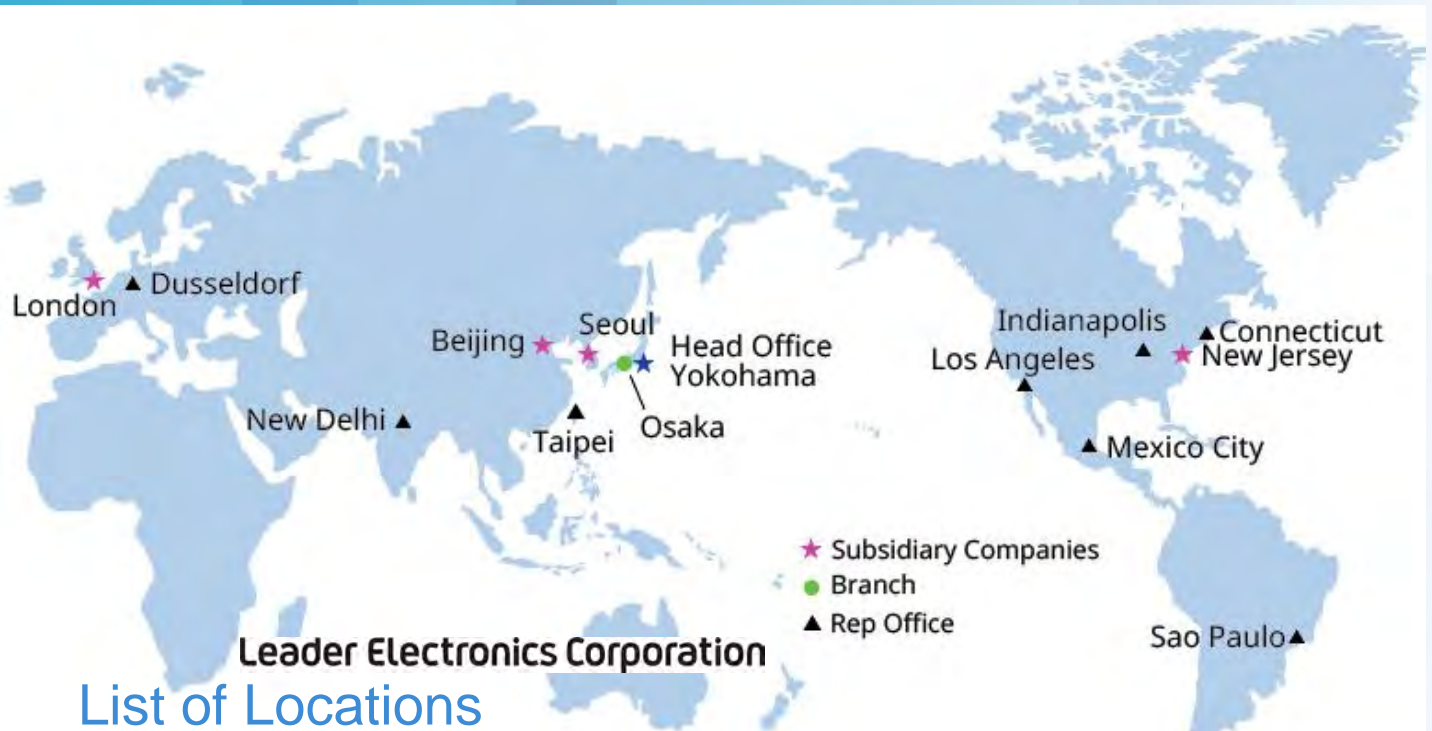 London
Dusseldorf
Beijing
Seoul
Head Office
Yokohama
Osaka
New Delhi
Taipei
Indianapolis
Connecticut
Los Angeles
New Jersey
Mexico City
Subsidiary Companies
Branch
Rep Office
Sao Paulo
Leader Electronics Corporation
List of Locations